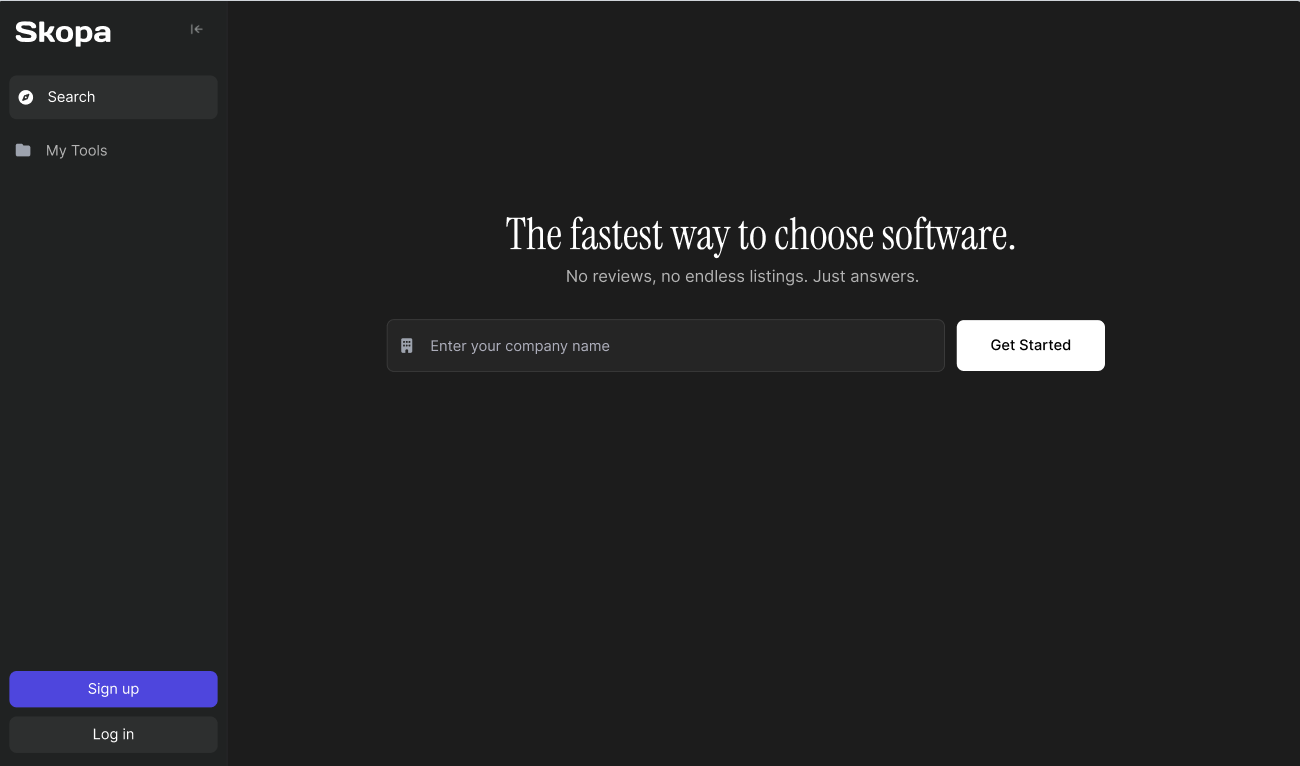 Skopa
Search
My Tools
The fastest way to choose software.
No reviews, no endless listings. Just answers.
Enter your company name
Get Started
Sign up
Log in